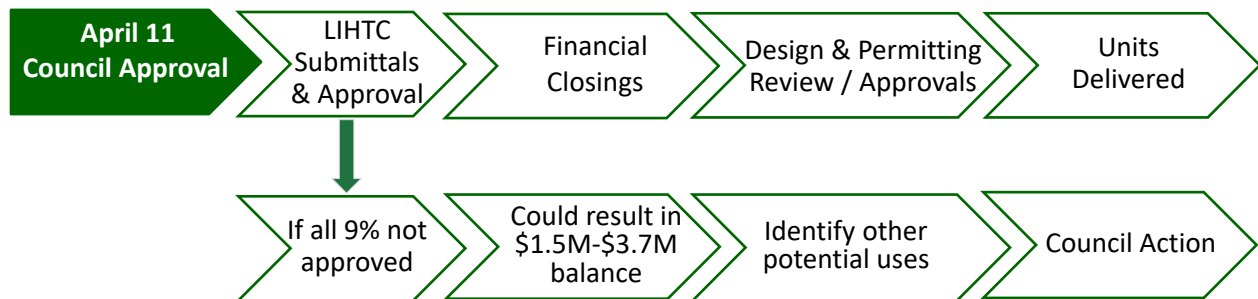 April 11
Council Approval
LIHTC
Submittals
& Approval
Financial
Closings
Design & Permitting
Review / Approvals
Units
Delivered
If all 9% not
approved
Could result in
$1.5M-$3.7M
balance
Identify other
potential uses
Council Action